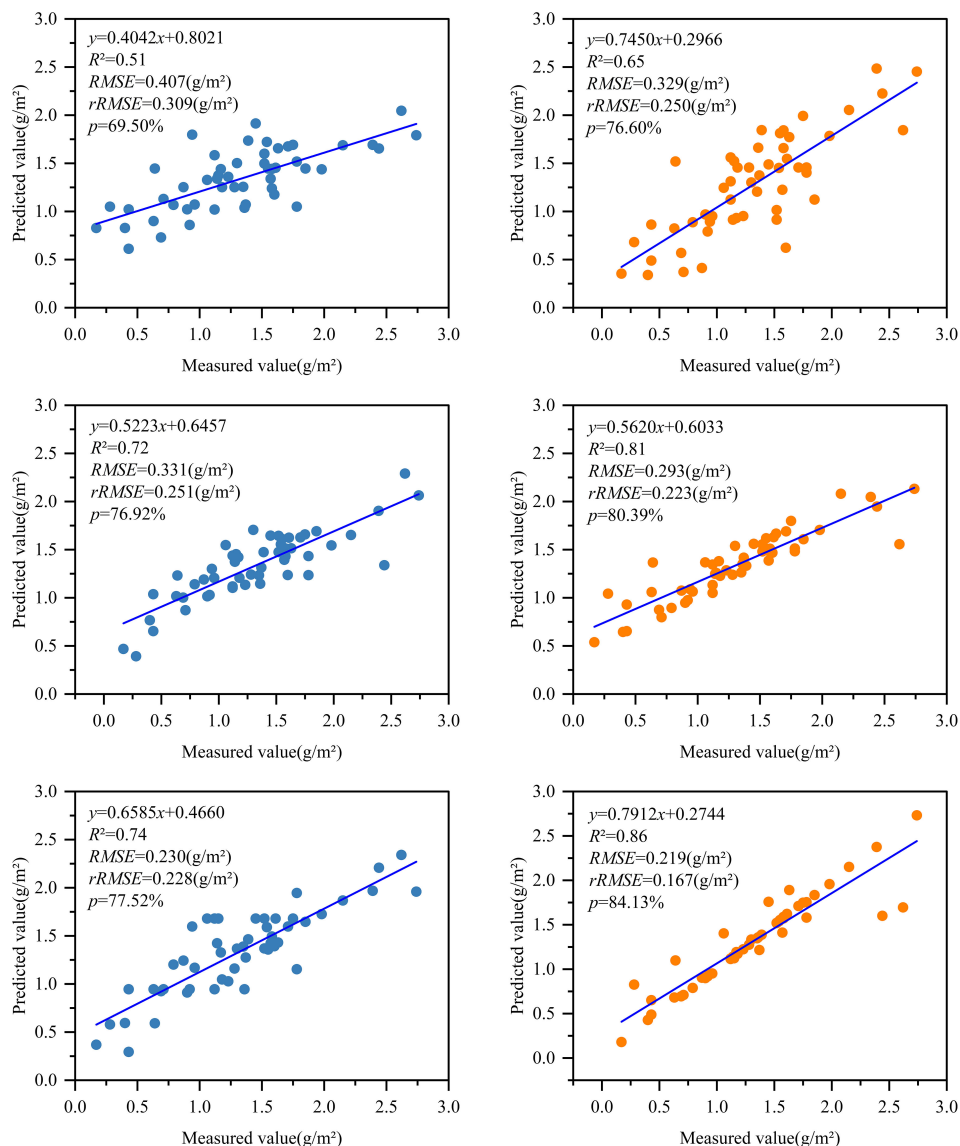 y=0.4042x+0.8021
R²=0.51
RMSE=0.407(g/m²)
rRMSE=0.309(g/m²)
p=69.50%
Predicted value(g/m²)
3.0
2.5
2.0
1.5
1.0
0.5
0.0
0.0 0.5 1.0 1.5 2.0 2.5 3.0
Measured value(g/m²)
y=0.7450x+0.2966
R²=0.65
RMSE=0.329(g/m²)
rRMSE=0.250(g/m²)
p=76.60%
Predicted value(g/m²)
3.0
2.5
2.0
1.5
1.0
0.5
0.0
0.0 0.5 1.0 1.5 2.0 2.5 3.0
Measured value(g/m²)
y=0.5223x+0.6457
R²=0.72
RMSE=0.331(g/m²)
rRMSE=0.251(g/m²)
p=76.92%
Predicted value(g/m²)
3.0
2.5
2.0
1.5
1.0
0.5
0.0
0.0 0.5 1.0 1.5 2.0 2.5 3.0
Measured value(g/m²)
y=0.5620x+0.6033
R²=0.81
RMSE=0.293(g/m²)
rRMSE=0.223(g/m²)
p=80.39%
Predicted value(g/m²)
3.0
2.5
2.0
1.5
1.0
0.5
0.0
0.0 0.5 1.0 1.5 2.0 2.5 3.0
Measured value(g/m²)
y=0.6585x+0.4660
R²=0.74
RMSE=0.230(g/m²)
rRMSE=0.228(g/m²)
p=77.52%
Predicted value(g/m²)
3.0
2.5
2.0
1.5
1.0
0.5
0.0
0.0 0.5 1.0 1.5 2.0 2.5 3.0
Measured value(g/m²)
y=0.7912x+0.2744
R²=0.86
RMSE=0.219(g/m²)
rRMSE=0.167(g/m²)
p=84.13%
Predicted value(g/m²)
3.0
2.5
2.0
1.5
1.0
0.5
0.0
0.0 0.5 1.0 1.5 2.0 2.5 3.0
Measured value(g/m²)